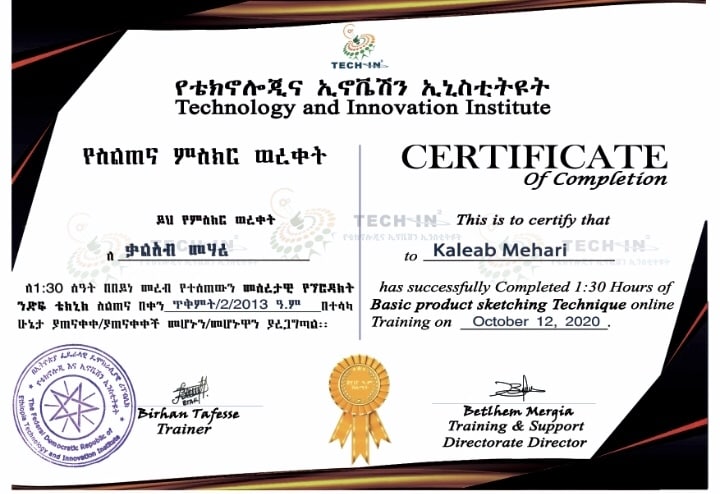 TECH-IN
የቴክኖሎጂና ኢኖቬሽን ኢኒስቲትዩት
Technology and Innovation Institute
የስልጠና ምስክር ወረቀት
ይህ የምስክር ወረቀት
ለ ቃልአብ መሃሪ
ለ1:30 ሰዓት በበይነ መረብ የተሰጠውን መሰረታዊ የፕሮዳክት
ንድፍ ቴክኒክ ስልጠና በቀን ጥቅምት/2/2013 ዓ.ም በተሳካ
ሁኔታ ያጠናቀቀ/ያጠናቀቀች መሆኑን/መሆኑዋን ያረጋግጣል፡፡
CERTIFICATE
Of Completion
TECH-IN
This is to certify that
to Kaleab Mehari
has successfully Completed 1:30 Hours of
Basic product sketching Technique online
Training on October 12, 2020.
The Federal Democratic Republic of
Ethiopia Technology and Innovation Institute
Birhan Tafesse
Trainer
Betlhem Mergia
Training & Support
Directorate Director